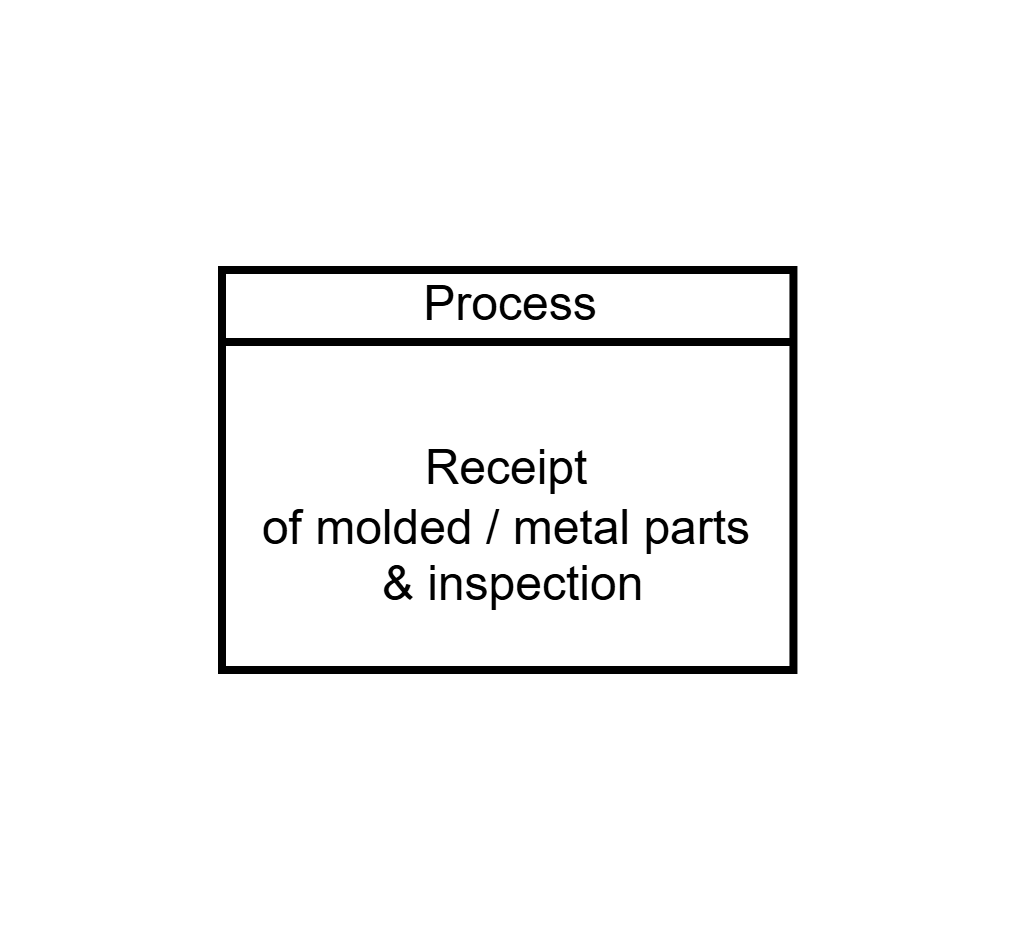 Process
Receipt
of molded / metal parts
& inspection